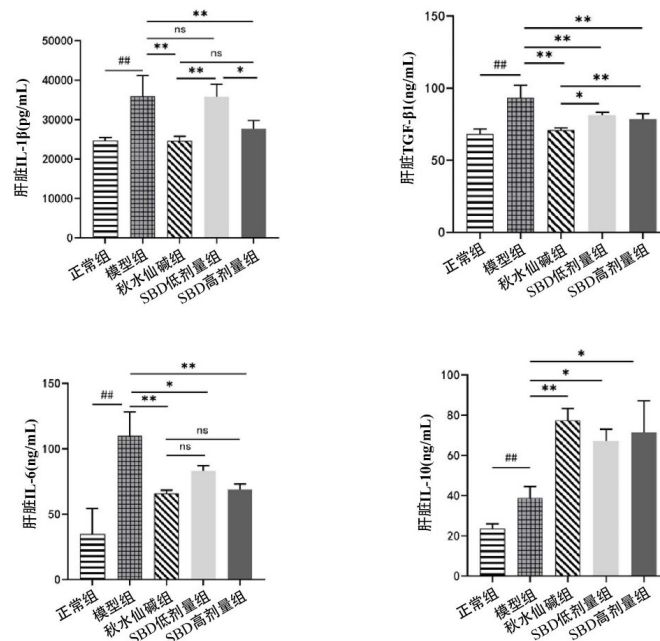 肝脏IL-1β(pg/mL)
50000
40000
30000
20000
10000
0
##
**
ns
**
ns
**
*
正常组
模型组
秋水仙碱组
SBD低剂量组
SBD高剂量组
肝脏TGF-β1(ng/mL)
150
100
50
0
##
**
**
**
**
*
正常组
模型组
秋水仙碱组
SBD低剂量组
SBD高剂量组
肝脏IL-6(ng/mL)
150
100
50
0
##
**
*
**
ns
ns
正常组
模型组
秋水仙碱组
SBD低剂量组
SBD高剂量组
肝脏IL-10(ng/mL)
100
80
60
40
20
0
##
*
*
**
正常组
模型组
秋水仙碱组
SBD低剂量组
SBD高剂量组